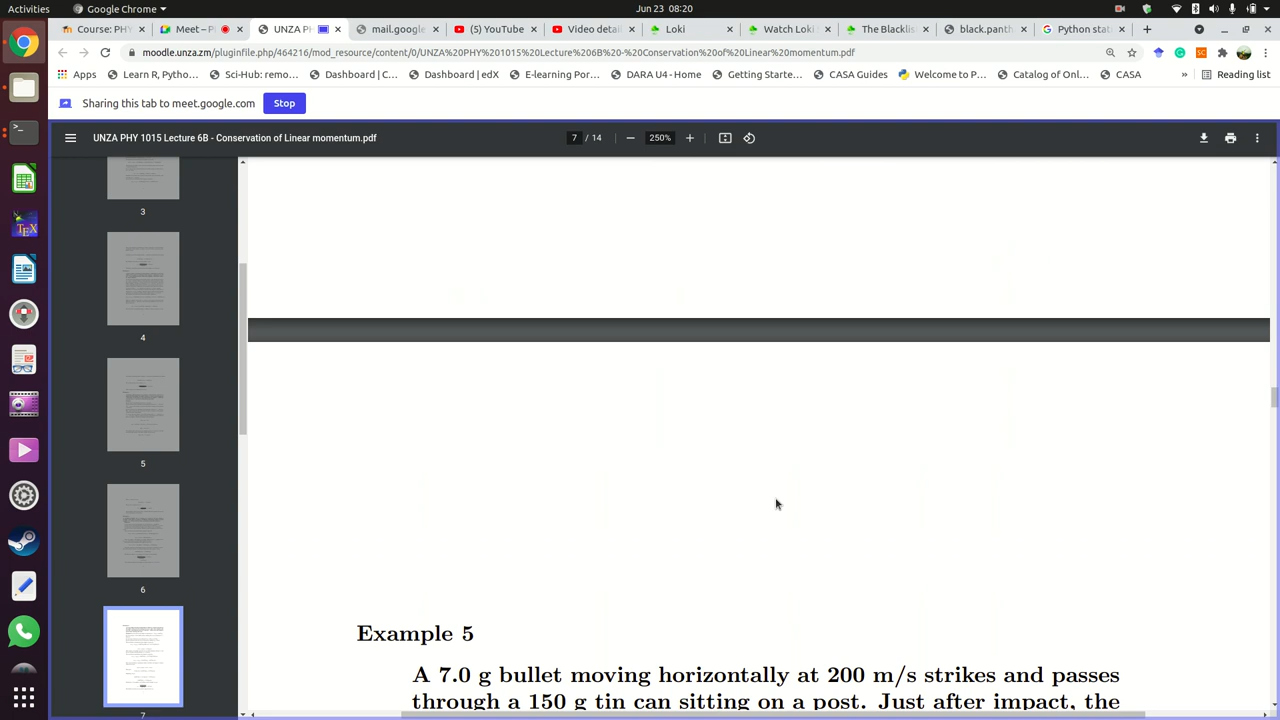 Activities
Google Chrome
Jun 23 08:20
Course: PHY
Meet –
UNZA P
mail.google
(5) YouTube
Video detai
Loki
Watch Loki
The Blacklis
black.panth
Python stat
moodle.unza.zm/pluginfile.php/464216/mod_resource/content/0/UNZA%20PHY%201015%20Lecture%206B%20-%20Conservation%20of%20Linear%20momentum.pdf
Apps
Learn R, Pytho...
Sci-Hub: remo...
Dashboard | C...
Dashboard | edX
E-learning Por...
DARA U4 - Home
Getting Starte...
CASA Guides
Welcome to P...
Catalog of Onl...
CASA
»
Reading list
Sharing this tab to meet.google.com
Stop
UNZA PHY 1015 Lecture 6B - Conservation of Linear momentum.pdf
7 / 14
250%
3
4
5
6
7
Example 5
A 7.0 g bullet moving horizontally at 200 m/s strikes and passes
through a 150 g tin can sitting on a post. Just after impact, the